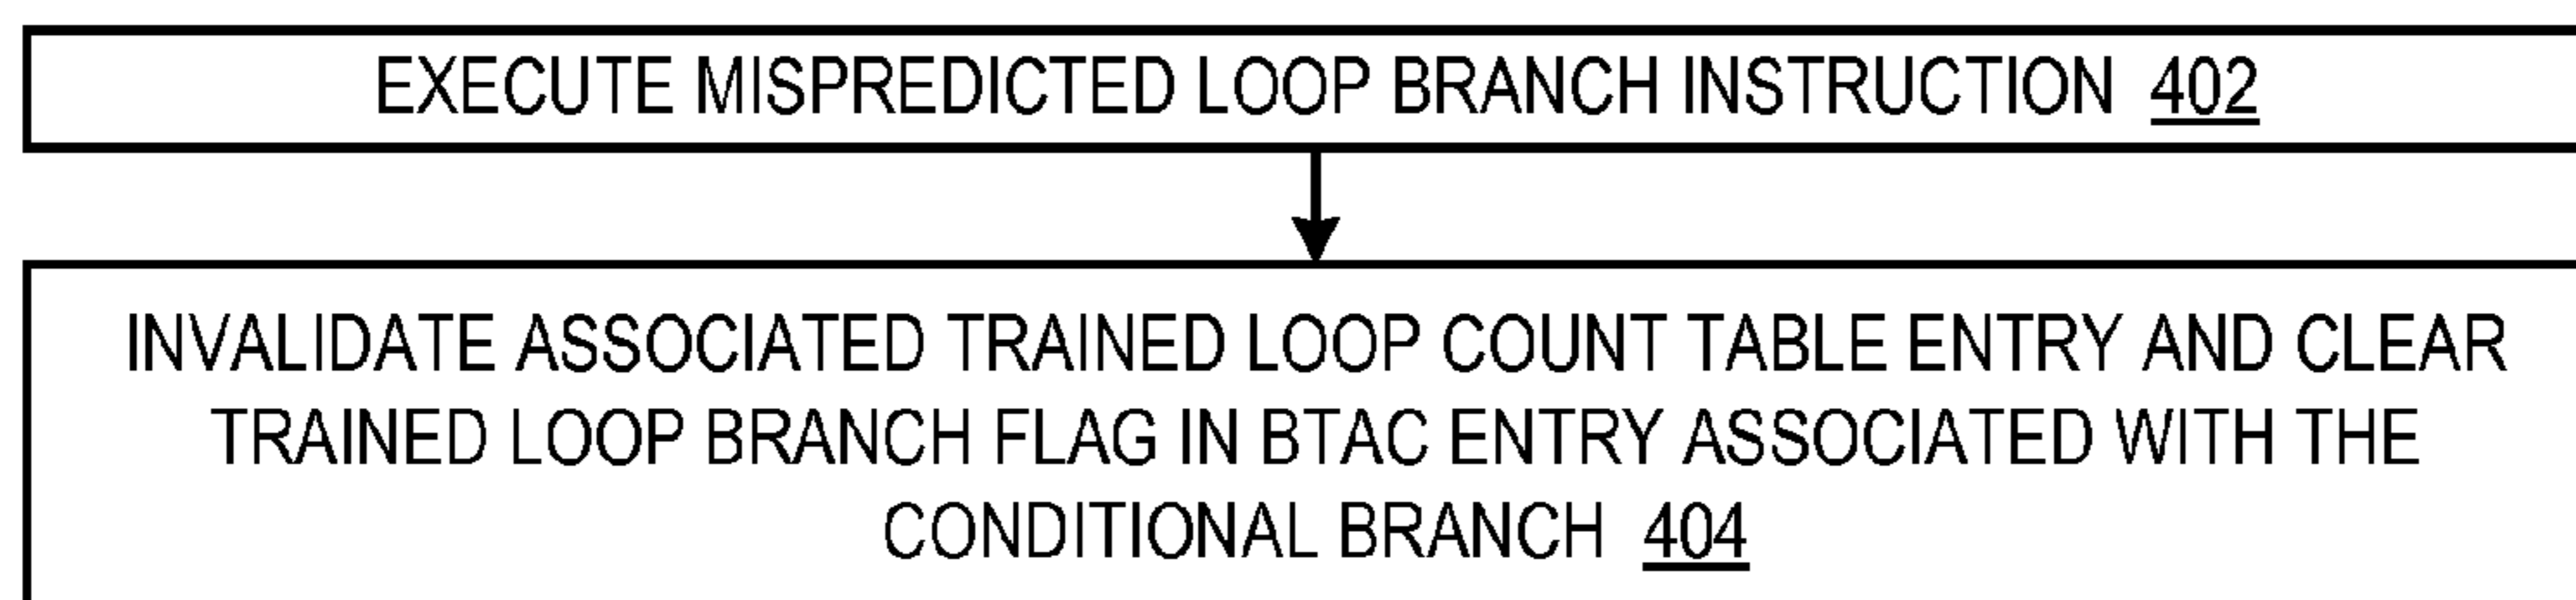 EXECUTE MISPREDICTED LOOP BRANCH INSTRUCTION 402
INVALIDATE ASSOCIATED TRAINED LOOP COUNT TABLE ENTRY AND CLEAR
TRAINED LOOP BRANCH FLAG IN BTAC ENTRY ASSOCIATED WITH THE
CONDITIONAL BRANCH 404